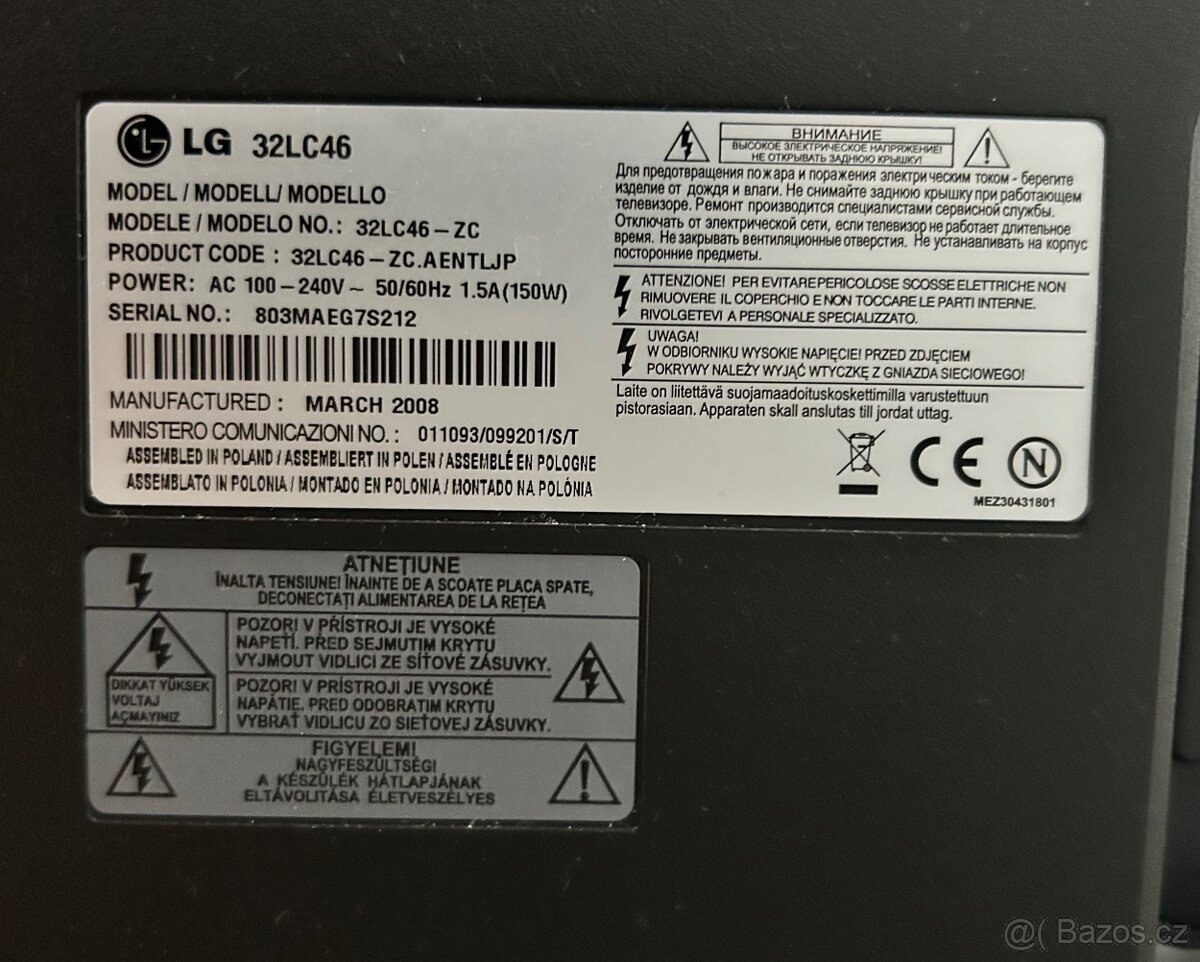 LG 32LC46
MODEL / MODELL/ MODELLO
MODELE / MODELO NO.: 32LC46-ZC
PRODUCT CODE : 32LC46-ZC.AENTLJP
POWER: AC 100-240V~ 50/60Hz 1.5A(150W)
SERIAL NO.: 803MAEG7S212
MANUFACTURED : MARCH 2008
MINISTERO COMUNICAZIONI NO. : 011093/099201/S/T
ASSEMBLED IN POLAND / ASSEMBLIERT IN POLEN / ASSEMBLÉ EN POLOGNE
ASSEMBLATO IN POLONIA / MONTADO EN POLONIA / MONTADO NA POLÓNIA
ВНИМАНИЕ
ВЫСОКОЕ ЭЛЕКТРИЧЕСКОЕ НАПРЯЖЕНИЕ!
НЕ ОТКРЫВАТЬ ЗАДНЮЮ КРЫШКУ!
Для предотвращения пожара и поражения электрическим током - берегите
изделие от дождя и влаги. Не снимайте заднюю крышку при работающем
телевизоре. Ремонт производится специалистами сервисной службы.
Отключать от электрической сети, если телевизор не работает длительное
время. Не закрывать вентиляционные отверстия. Не устанавливать на корпус
посторонние предметы.
ATTENZIONE! PER EVITARE PERICOLOSE SCOSSE ELETTRICHE NON
RIMUOVERE IL COPERCHIO E NON TOCCARE LE PARTI INTERNE.
RIVOLGETEVI A PERSONALE SPECIALIZZATO.
UWAGA!
W ODBIORNIKU WYSOKIE NAPIĘCIE! PRZED ZDJĘCIEM
POKRYWY NALEŻY WYJĄĆ WTYCZKĘ Z GNIAZDA SIECIOWEGO!
Laite on liitettävä suojamaadoituskoskettimilla varustettuun
pistorasiaan. Apparaten skall anslutas till jordat uttag.
CE N
MEZ30431801
ATNEȚIUNE
ÎNALTA TENSIUNE! ÎNAINTE DE A SCOATE PLACA SPATE,
DECONECTAȚI ALIMENTAREA DE LA REȚEA
POZOR! V PŘÍSTROJI JE VYSOKÉ
NAPETÍ. PŘED SEJMUTIM KRYTU
VYJMOUT VIDLICI ZE SÍŤOVÉ ZÁSUVKY.
DIKKAT YÜKSEK
VOLTAJ
AÇMAYINIZ
POZOR! V PRÍSTROJI JE VYSOKÉ
NAPÄTIE. PRED ODOBRATIM KRYTU
VYBRAŤ VIDLICU ZO SIEŤOVEJ ZÁSUVKY.
FIGYELEM!
NAGYFESZÜLTSÉG!
A KÉSZÜLÉK HÁTLAPJÁNAK
ELTÁVOLITÁSA ÉLETVESZÉLYES
@( Bazos.cz